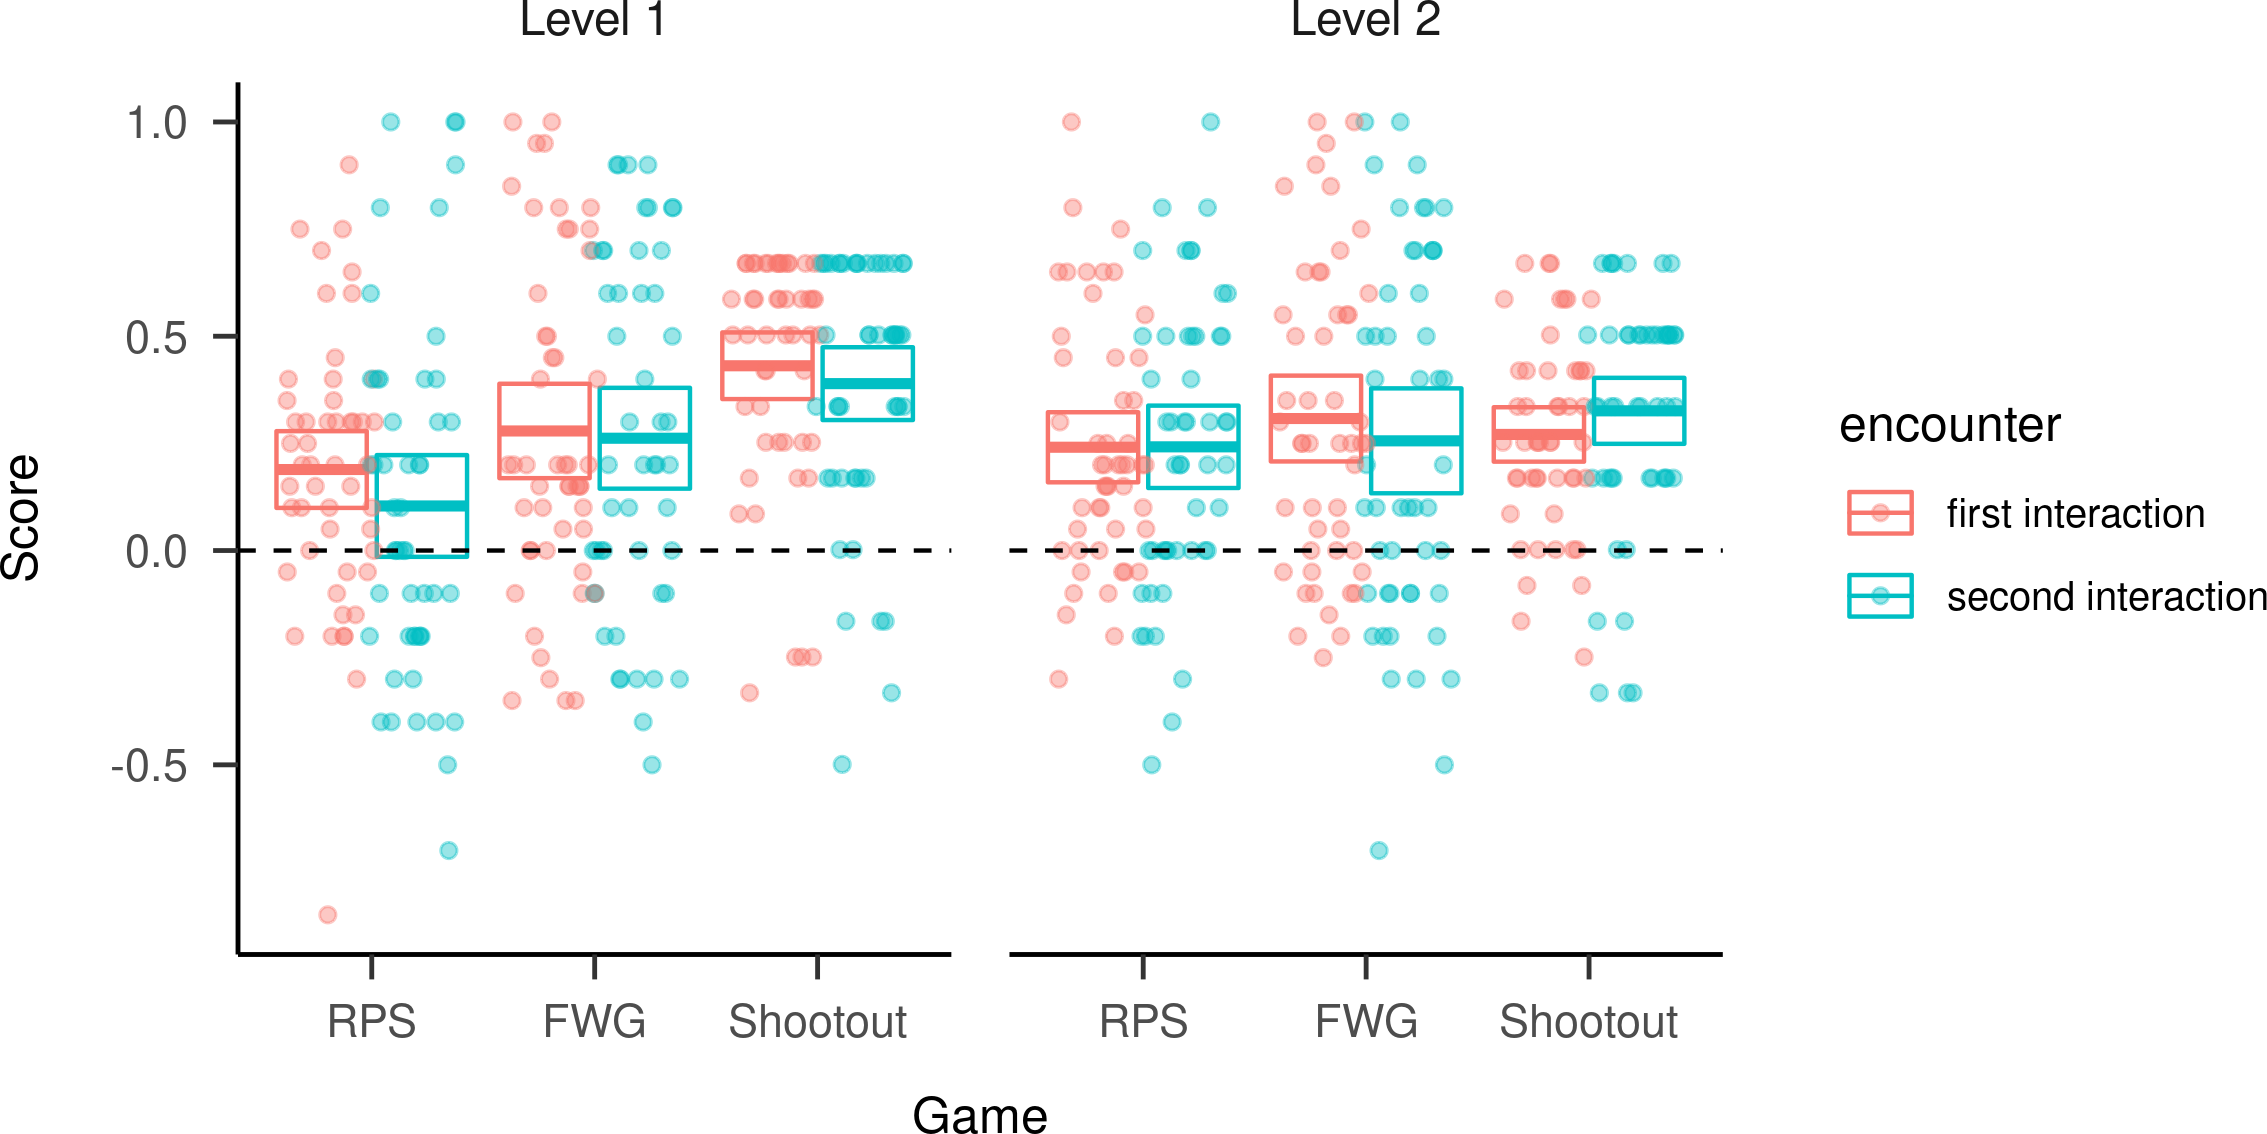 Level 1
Level 2
1.0
0.5
0.0
-0.5
Score
RPS
FWG
Shootout
RPS
FWG
Shootout
Game
encounter
first interaction
second interaction